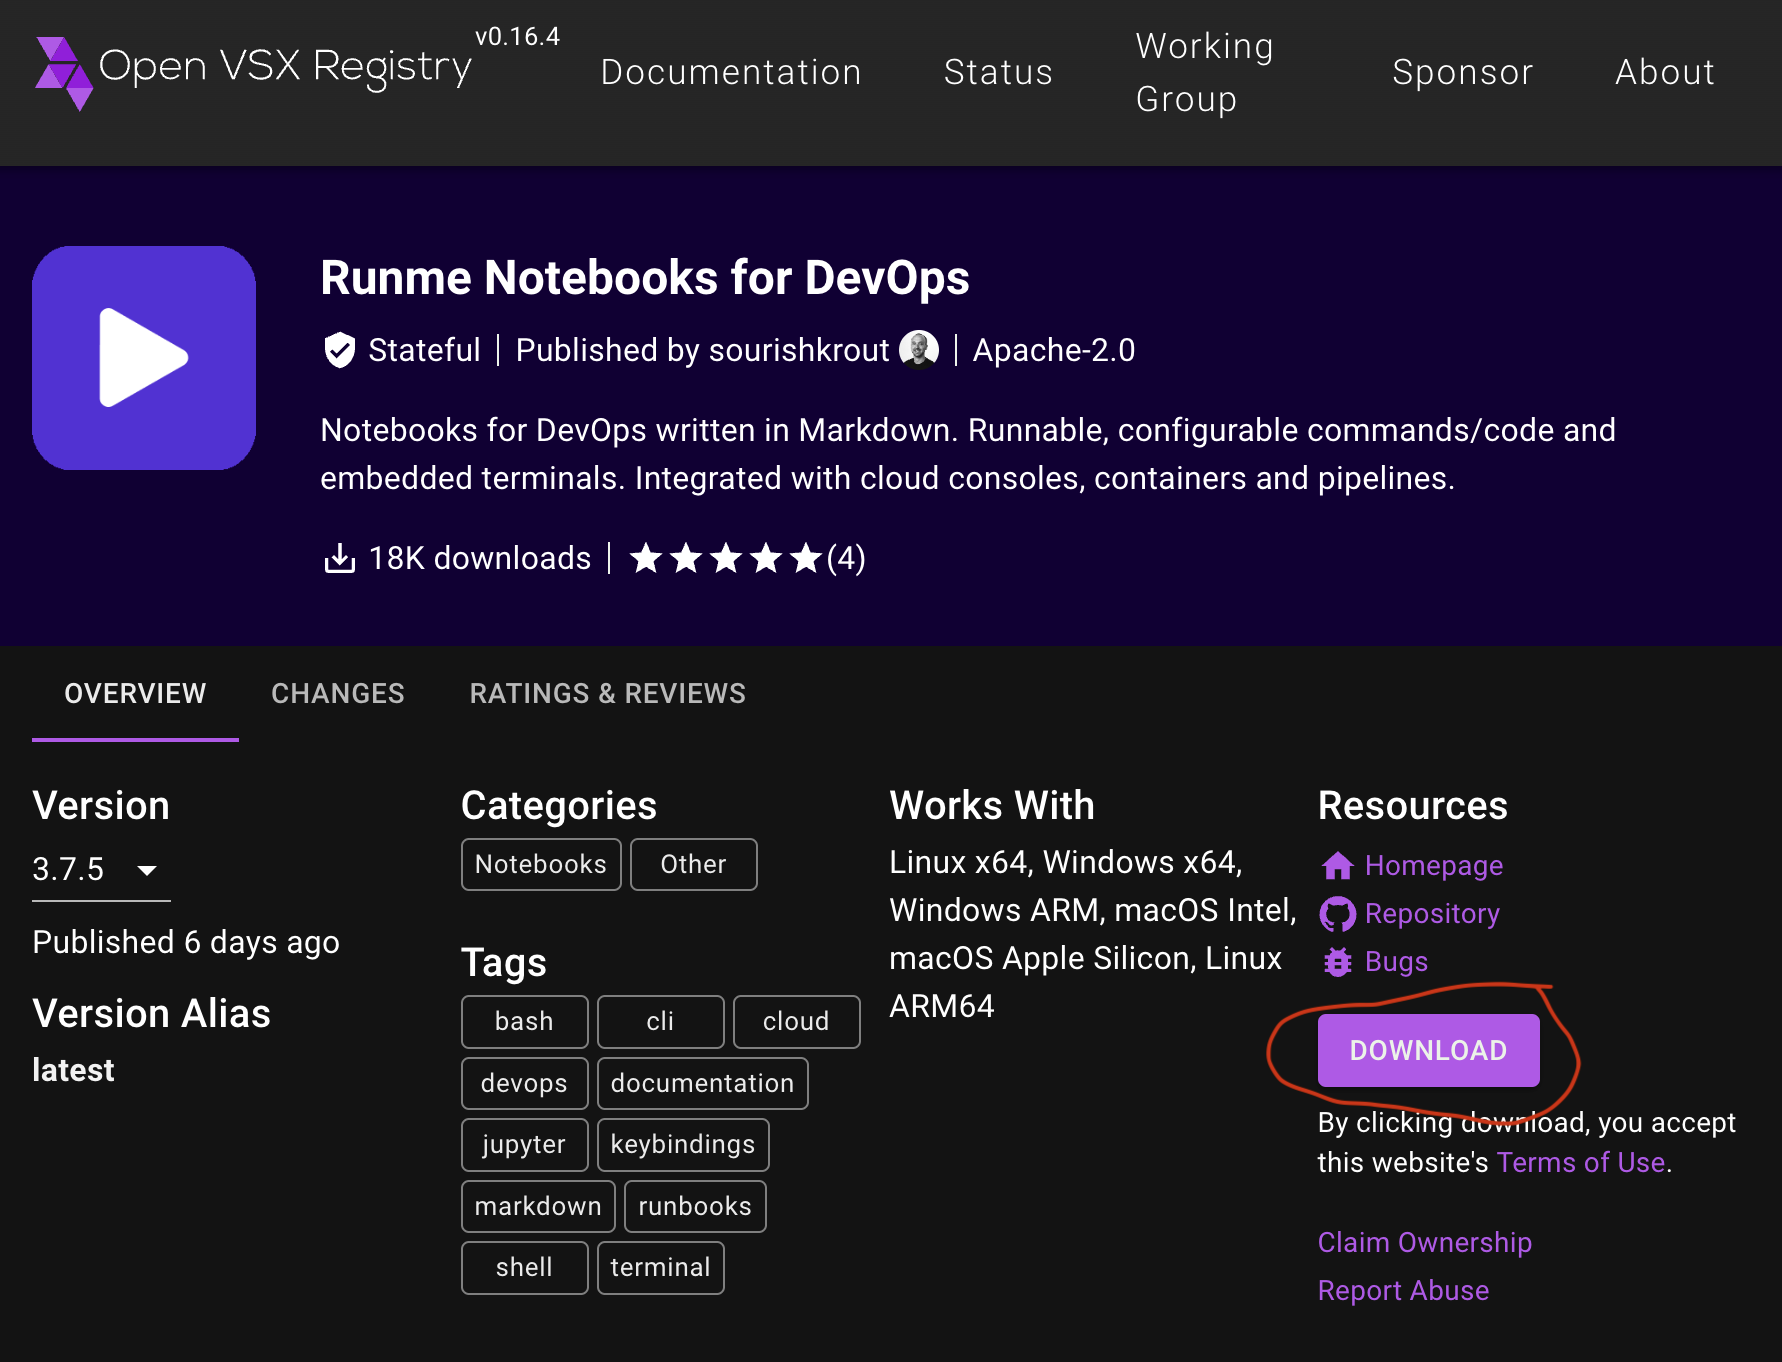 Open VSX Registry v0.16.4
Documentation
Status
Working
Group
Sponsor
About
Runme Notebooks for DevOps
Stateful | Published by sourishkrout | Apache-2.0
Notebooks for DevOps written in Markdown. Runnable, configurable commands/code and
embedded terminals. Integrated with cloud consoles, containers and pipelines.
18K downloads | (4)
OVERVIEW CHANGES RATINGS & REVIEWS
Version
3.7.5
Published 6 days ago
Version Alias
latest
Categories
Notebooks Other
Tags
bash cli cloud
devops documentation
jupyter keybindings
markdown runbooks
shell terminal
Works With
Linux x64, Windows x64,
Windows ARM, macOS Intel,
macOS Apple Silicon, Linux
ARM64
Resources
Homepage
Repository
Bugs
DOWNLOAD
By clicking download, you accept
this website's Terms of Use.
Claim Ownership
Report Abuse